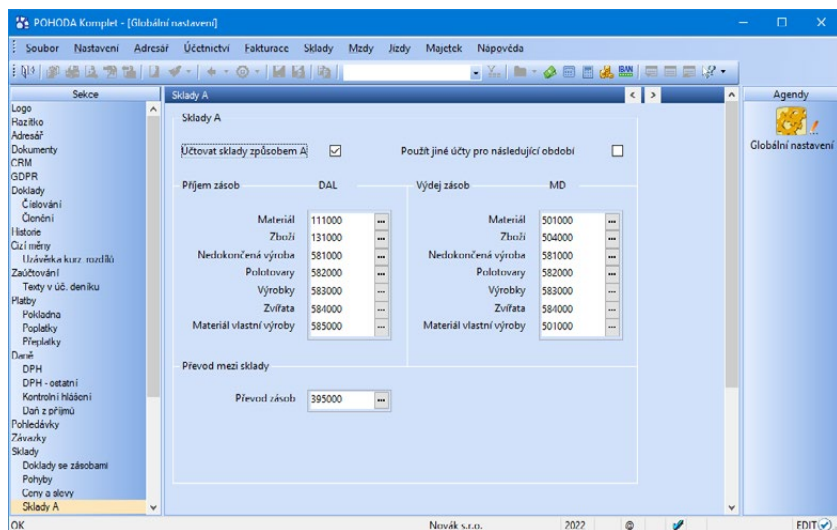 POHODA Komplet - [Globální nastavení]
Soubor Nastavení Adresář Účetnictví Fakturace Sklady Mzdy Jízdy Majetek Nápověda
IBAN
Sekce
Logo
Razítko
Adresář
Dokumenty
CRM
GDPR
Doklady
Číslování
Členění
Historie
Cizí měny
Uzávěrka kurz. rozdílů
Zaúčtování
Texty v úč. deníku
Platby
Pokladna
Poplatky
Přeplatky
Daně
DPH
DPH - ostatní
Kontrolní hlášení
Daň z příjmů
Pohledávky
Závazky
Sklady
Doklady se zásobami
Pohyby
Ceny a slevy
Sklady A
Sklady A
Sklady A
Účtovat sklady způsobem A Použít jiné účty pro následující období
Příjem zásob DAL Výdej zásob MD
Materiál 111000 ... Materiál 501000 ...
Zboží 131000 ... Zboží 504000 ...
Nedokončená výroba 581000 ... Nedokončená výroba 581000 ...
Polotovary 582000 ... Polotovary 582000 ...
Výrobky 583000 ... Výrobky 583000 ...
Zvířata 584000 ... Zvířata 584000 ...
Materiál vlastní výroby 585000 ... Materiál vlastní výroby 501000 ...
Převod mezi sklady
Převod zásob 395000 ...
Agendy
Globální nastavení
OK Novák s.r.o. 2022 @ EDIT